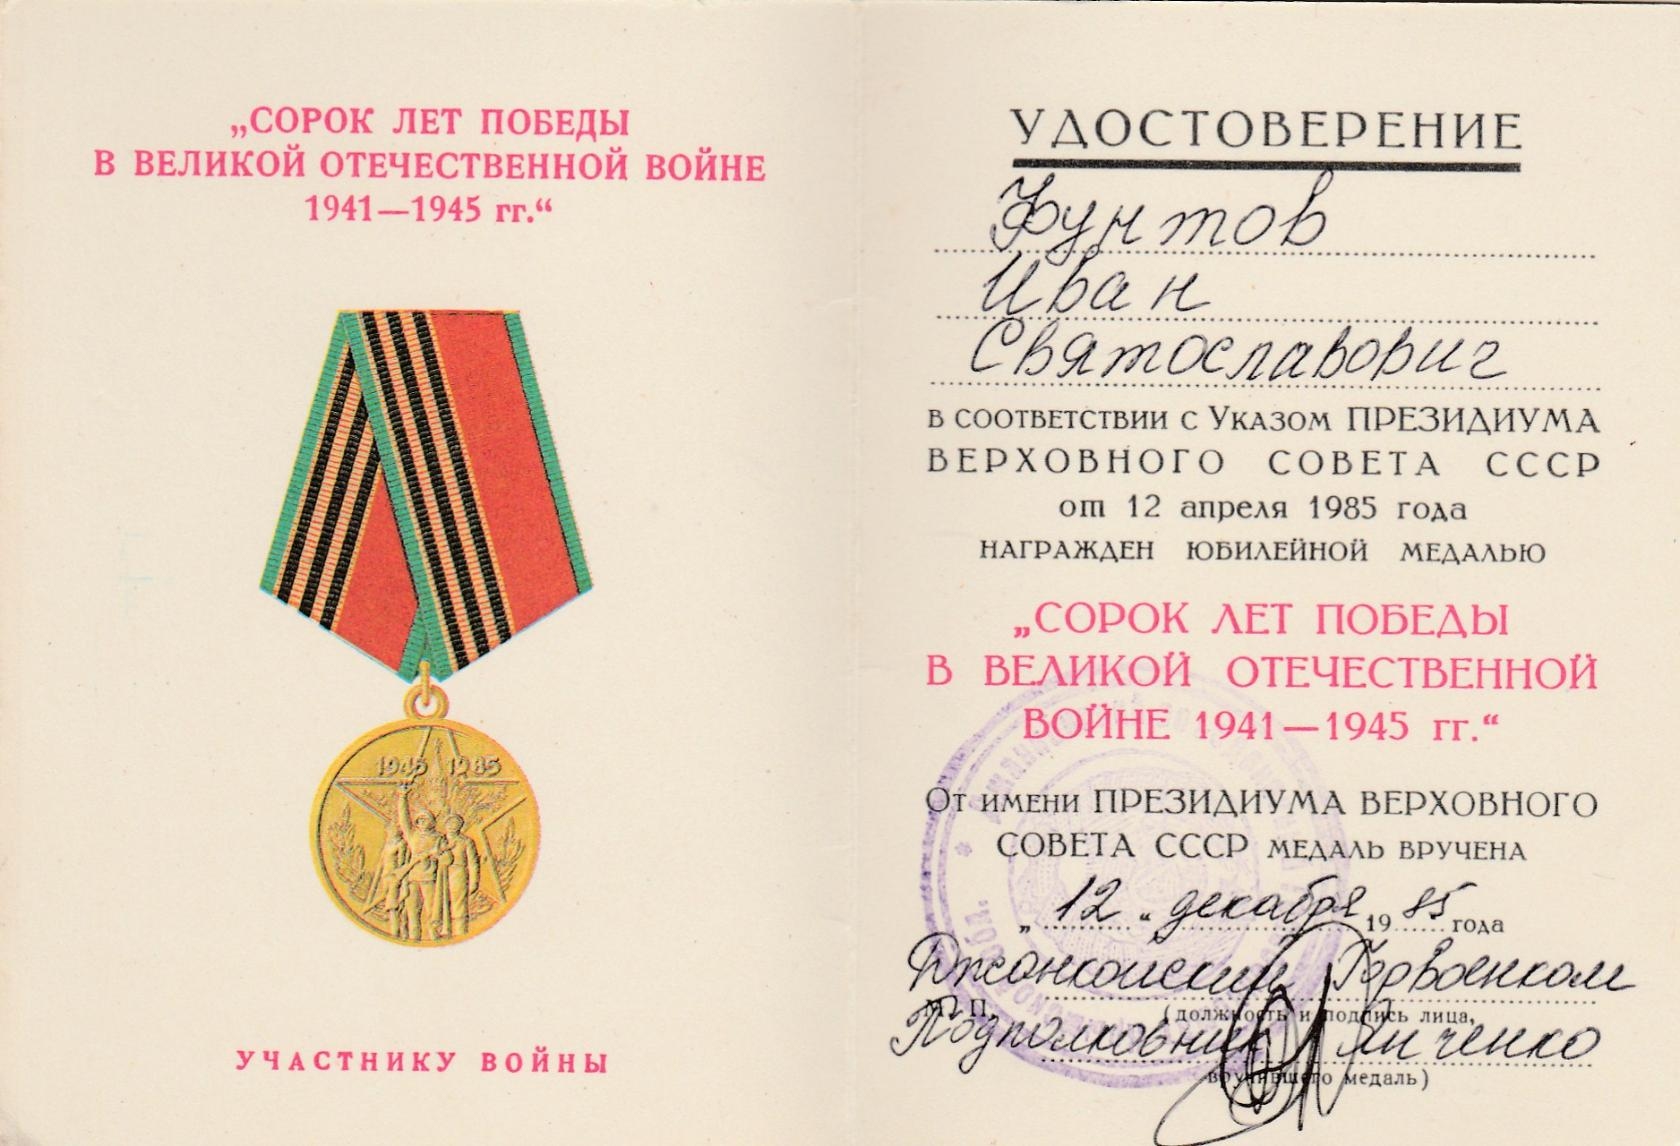 „СОРОК ЛЕТ ПОБЕДЫ
В ВЕЛИКОЙ ОТЕЧЕСТВЕННОЙ ВОЙНЕ
1941—1945 гг.“
1945 1985
УЧАСТНИКУ ВОЙНЫ
УДОСТОВЕРЕНИЕ
Фунтов
Иван
Святославович
В СООТВЕТСТВИИ С УКАЗОМ ПРЕЗИДИУМА
ВЕРХОВНОГО СОВЕТА СССР
от 12 апреля 1985 года
НАГРАЖДЕН ЮБИЛЕЙНОЙ МЕДАЛЬЮ
„СОРОК ЛЕТ ПОБЕДЫ
В ВЕЛИКОЙ ОТЕЧЕСТВЕННОЙ
ВОЙНЕ 1941—1945 гг.“
ОТ ИМЕНИ ПРЕЗИДИУМА ВЕРХОВНОГО
СОВЕТА СССР МЕДАЛЬ ВРУЧЕНА
„12“ декабря 1985 года
Джанкойский Горвоенком
М. П. (должность и подпись лица,
Подполковник Янченко
вручившего медаль)